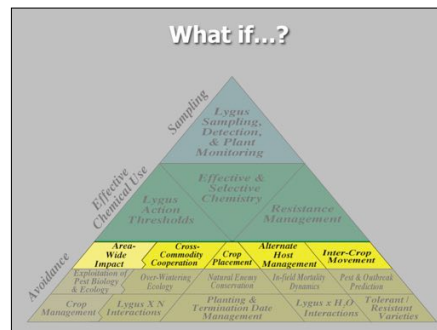 What if...?
Sampling
Lygus
Sampling,
Detection,
& Plant
Monitoring
Effective
Chemical Use
Lygus
Action
Thresholds
Effective &
Selective
Chemistry
Resistance
Management
Avoidance
Area-
Wide
Impact
Cross-
Commodity
Cooperation
Crop
Placement
Alternate
Host
Management
Inter-Crop
Movement
Exploitation of
Pest Biology
& Ecology
Over-Wintering
Ecology
Natural Enemy
Conservation
In-field Mortality
Dynamics
Pest & Outbreak
Prediction
Crop
Management
Lygus X N
Interactions
Planting &
Termination Date
Management
Lygus x H2O
Interactions
Tolerant /
Resistant
Varieties